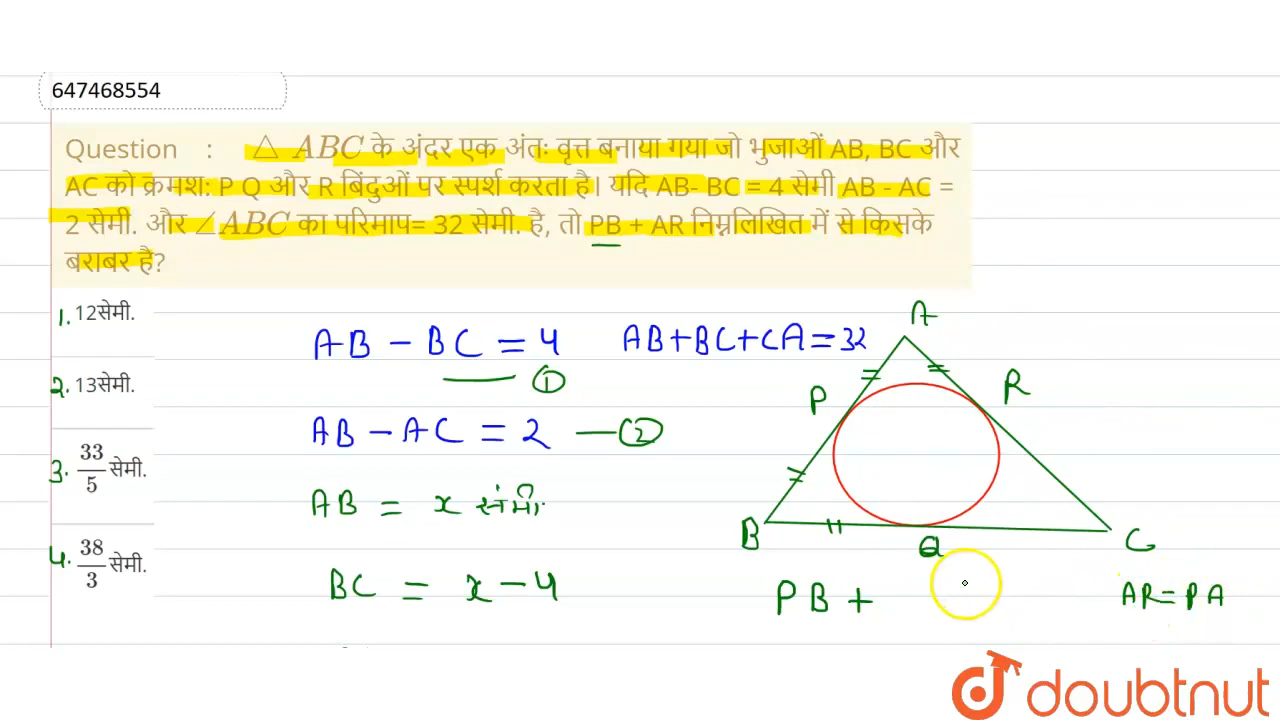 647468554
Question : △ ABC के अंदर एक अंतः वृत्त बनाया गया जो भुजाओं AB, BC और
AC को क्रमश: P Q और R बिंदुओं पर स्पर्श करता है। यदि AB- BC = 4 सेमी AB - AC =
2 सेमी. और ∠ABC का परिमाप= 32 सेमी. है, तो PB + AR निम्नलिखित में से किसके
बराबर है?
1. 12सेमी.
2. 13सेमी.
3. 33/5 सेमी.
4. 38/3 सेमी.
AB - BC = 4
AB+BC+CA=32
①
AB - AC = 2 —②
AB = x
BC = x - 4
A
P
R
B
Q
C
PB +
AR = PA
doubtnut